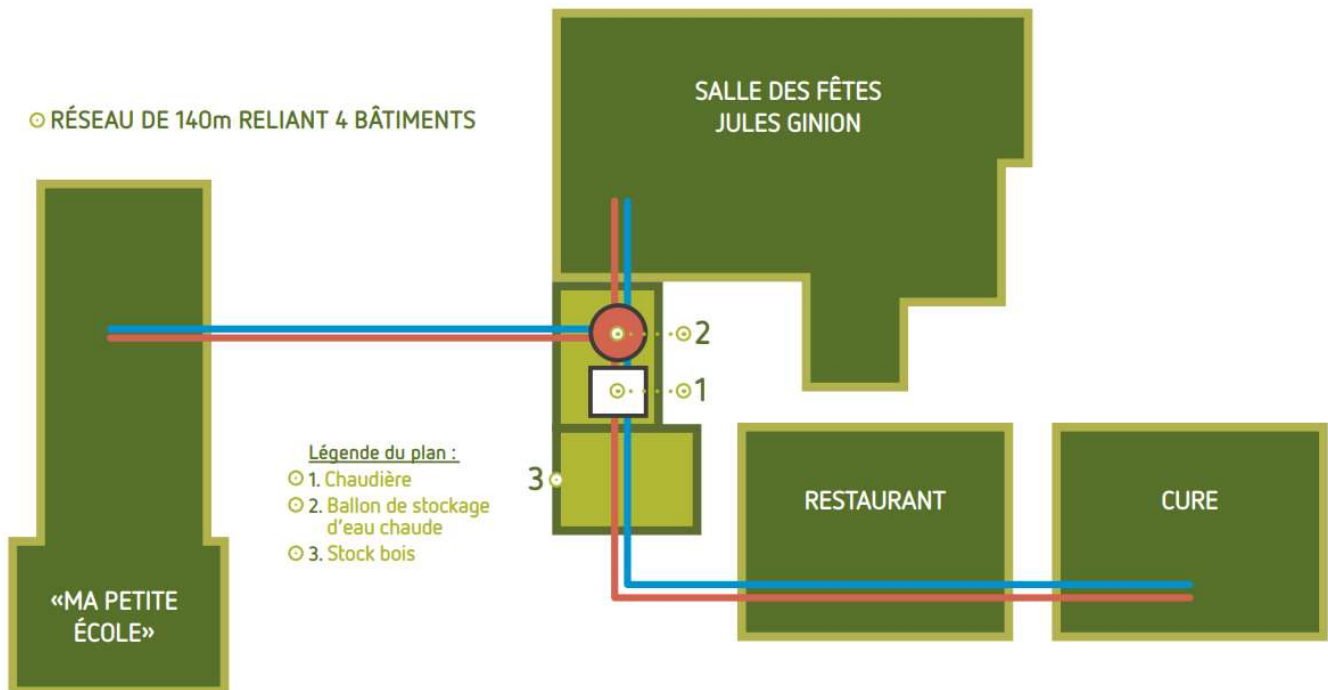 RÉSEAU DE 140m RELIANT 4 BÂTIMENTS
SALLE DES FÊTES
JULES GINION
2
1
Légende du plan :
1. Chaudière
2. Ballon de stockage
d'eau chaude
3. Stock bois
3
RESTAURANT
CURE
«MA PETITE
ÉCOLE»